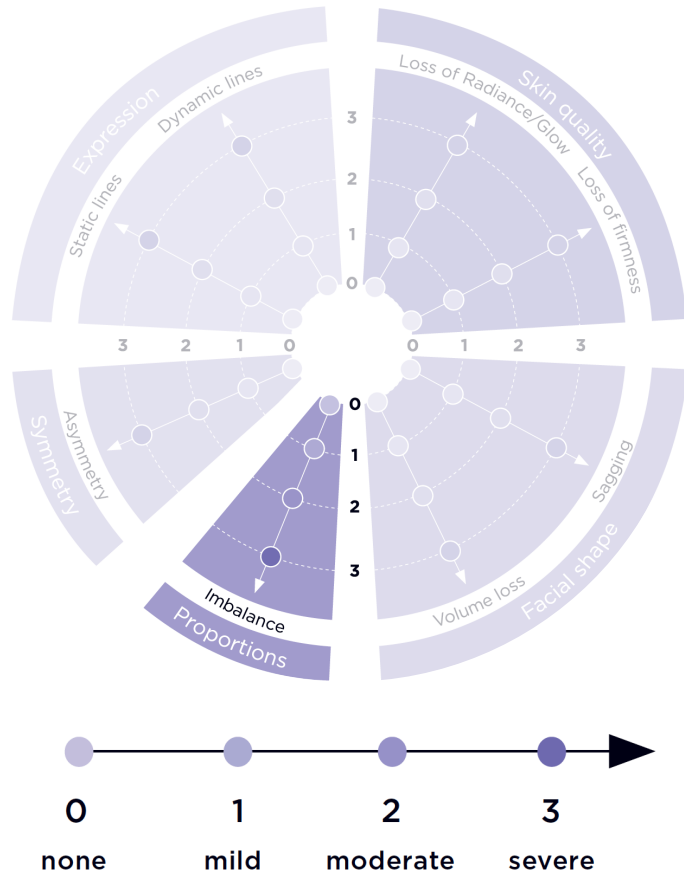 Expression
Dynamic lines
Static lines
Skin quality
Loss of Radiance/Glow
Loss of firmness
3
2
1
0
3 2 1 0
0 1 2 3
Symmetry
Asymmetry
0
1
2
3
Imbalance
Proportions
Sagging
Volume loss
Facial shape
0 1 2 3
none mild moderate severe